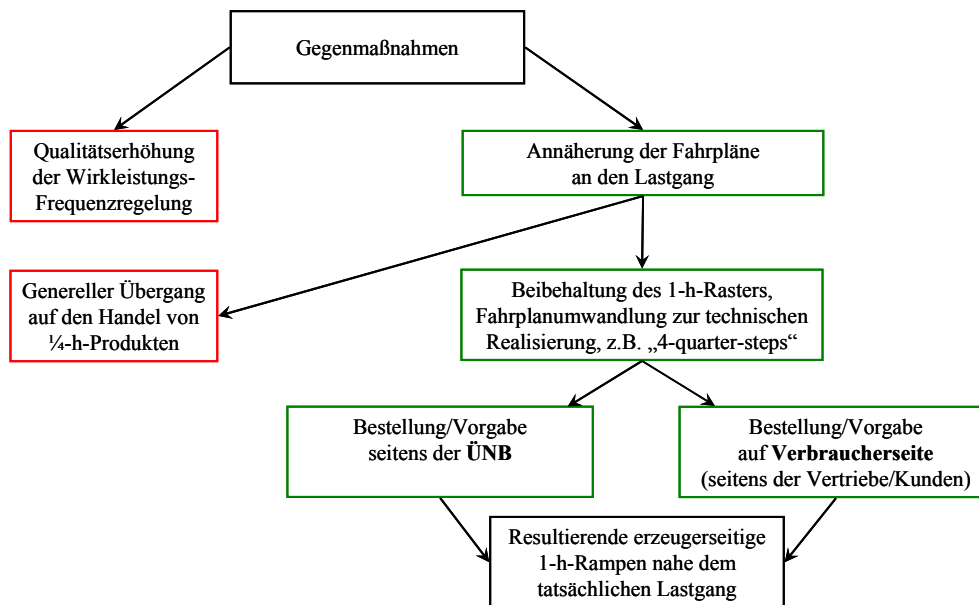 Gegenmaßnahmen
Qualitätserhöhung
der Wirkleistungs-
Frequenzregelung
Annäherung der Fahrpläne
an den Lastgang
Genereller Übergang
auf den Handel von
¼-h-Produkten
Beibehaltung des 1-h-Rasters,
Fahrplanumwandlung zur technischen
Realisierung, z.B. „4-quarter-steps“
Bestellung/Vorgabe
seitens der ÜNB
Bestellung/Vorgabe
auf Verbraucherseite
(seitens der Vertriebe/Kunden)
Resultierende erzeugerseitige
1-h-Rampen nahe dem
tatsächlichen Lastgang